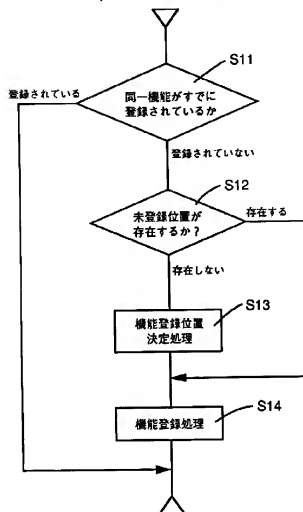 S11
同一機能がすでに
登録されているか
登録されている
登録されていない
S12
未登録位置が
存在するか?
存在する
存在しない
S13
機能登録位置
決定処理
S14
機能登録処理